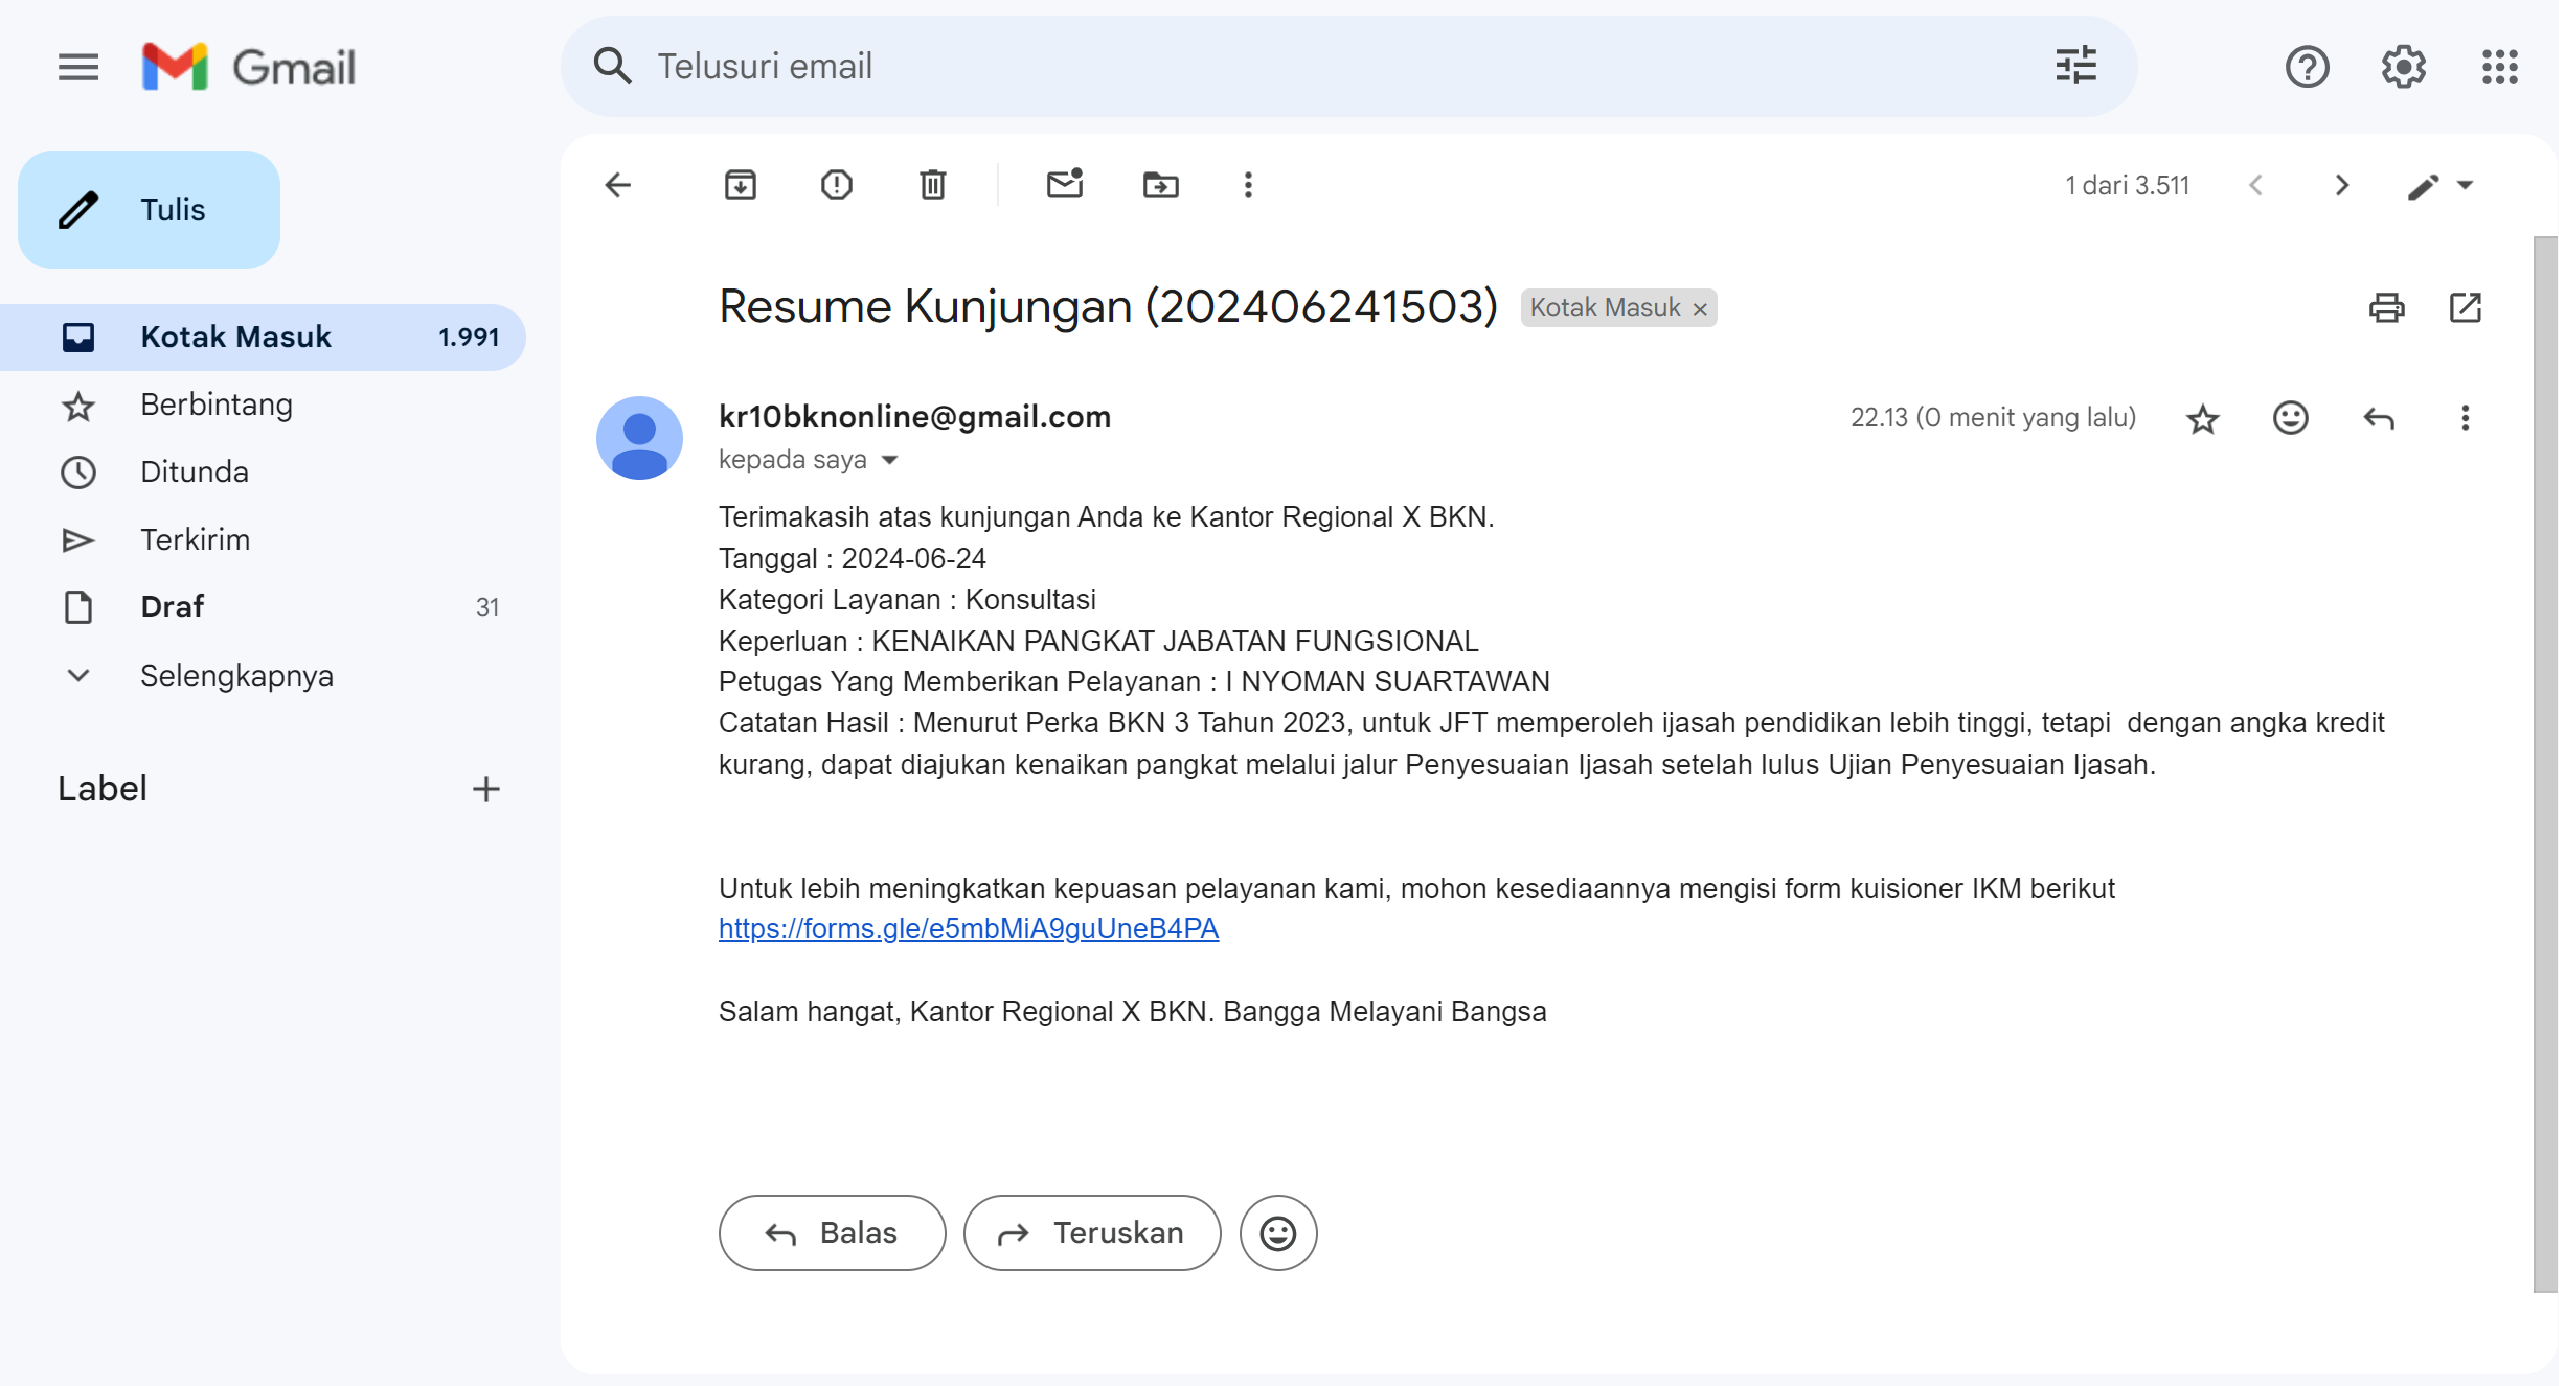 Gmail
Telusuri email
Tulis
1 dari 3.511
Kotak Masuk 1.991
Berbintang
Ditunda
Terkirim
Draf 31
Selengkapnya
Label
Resume Kunjungan (202406241503) Kotak Masuk ×
kr10bknonline@gmail.com 22.13 (0 menit yang lalu)
kepada saya
Terimakasih atas kunjungan Anda ke Kantor Regional X BKN.
Tanggal : 2024-06-24
Kategori Layanan : Konsultasi
Keperluan : KENAIKAN PANGKAT JABATAN FUNGSIONAL
Petugas Yang Memberikan Pelayanan : I NYOMAN SUARTAWAN
Catatan Hasil : Menurut Perka BKN 3 Tahun 2023, untuk JFT memperoleh ijasah pendidikan lebih tinggi, tetapi  dengan angka kredit
kurang, dapat diajukan kenaikan pangkat melalui jalur Penyesuaian Ijasah setelah lulus Ujian Penyesuaian Ijasah.
Untuk lebih meningkatkan kepuasan pelayanan kami, mohon kesediaannya mengisi form kuisioner IKM berikut
https://forms.gle/e5mbMiA9guUneB4PA
Salam hangat, Kantor Regional X BKN. Bangga Melayani Bangsa
Balas
Teruskan